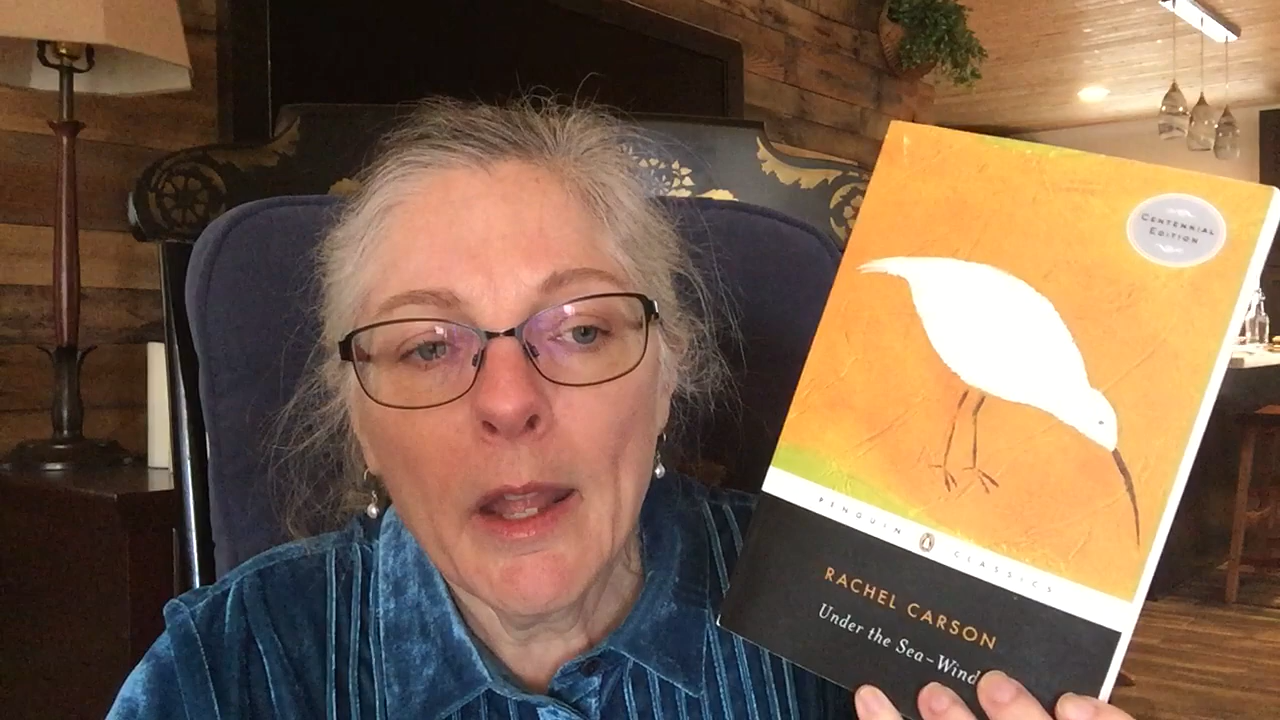 CENTENNIAL
EDITION
PENGUIN CLASSICS
RACHEL CARSON
Under the Sea-Wind